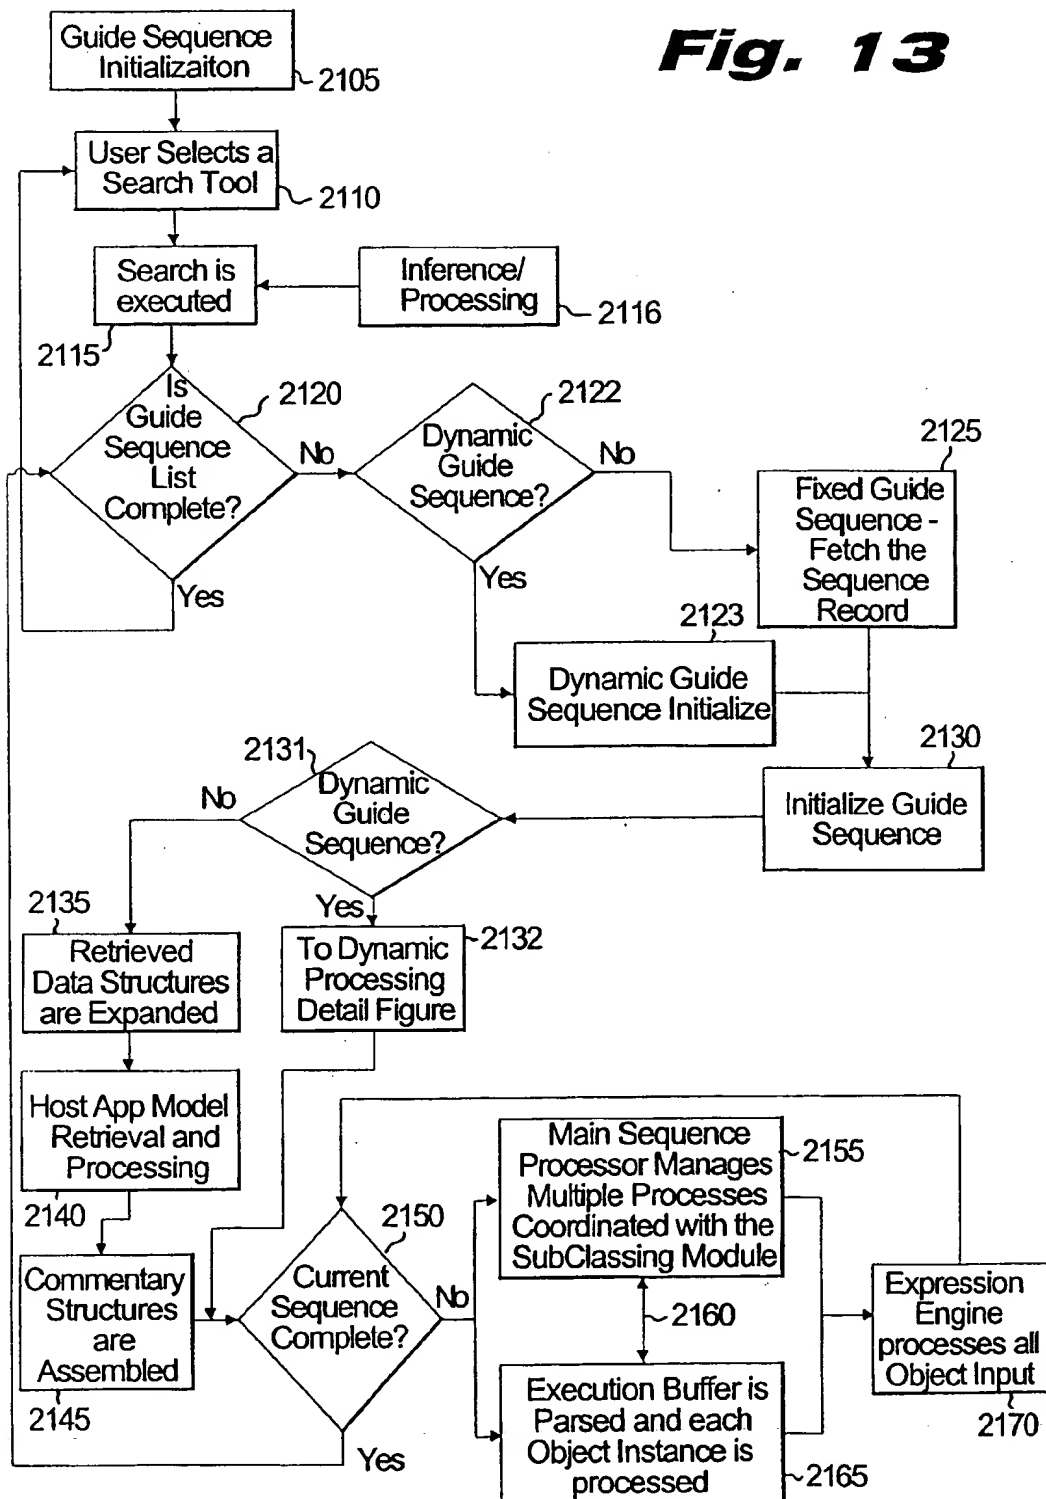 Fig. 13
Guide Sequence
Initializaiton
2105
User Selects a
Search Tool
2110
Search is
executed
2115
Inference/
Processing
2116
Is
Guide
Sequence
List
Complete?
2120
No
Yes
Dynamic
Guide
Sequence?
2122
No
Yes
2125
Fixed Guide
Sequence -
Fetch the
Sequence
Record
2123
Dynamic Guide
Sequence Initialize
2130
Initialize Guide
Sequence
2131
Dynamic
Guide
Sequence?
No
Yes
2135
Retrieved
Data Structures
are Expanded
2132
To Dynamic
Processing
Detail Figure
Host App Model
Retrieval and
Processing
2140
Commentary
Structures
are
Assembled
2145
2150
Current
Sequence
Complete?
No
Yes
Main Sequence
Processor Manages
Multiple Processes
Coordinated with the
SubClassing Module
2155
2160
Execution Buffer is
Parsed and each
Object Instance is
processed
2165
Expression
Engine
processes all
Object Input
2170